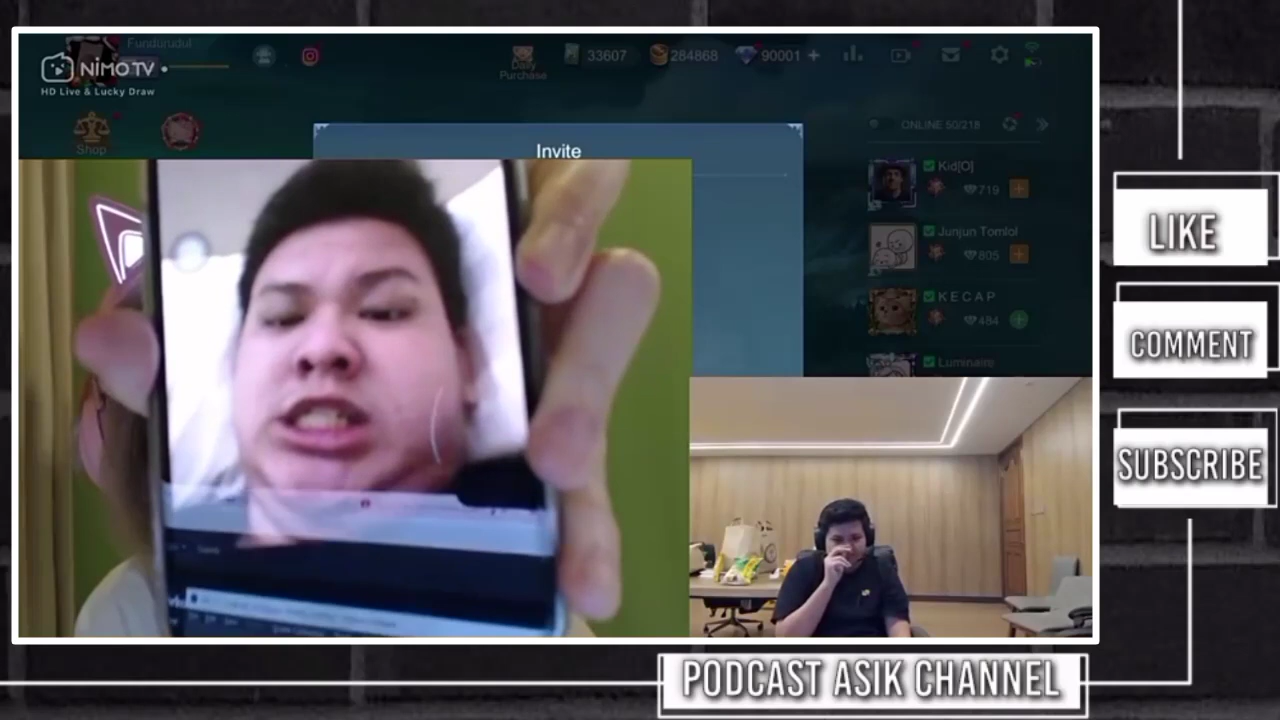 Fundurudul
NIMO TV
HD Live & Lucky Draw
Daily
Purchase
33607
284868
90001
Shop
Invite
ONLINE 50/218
Kid[O]
719
Junjun Tomlol
805
K E C A P
484
Luminaire
LIKE
COMMENT
SUBSCRIBE
PODCAST ASIK CHANNEL